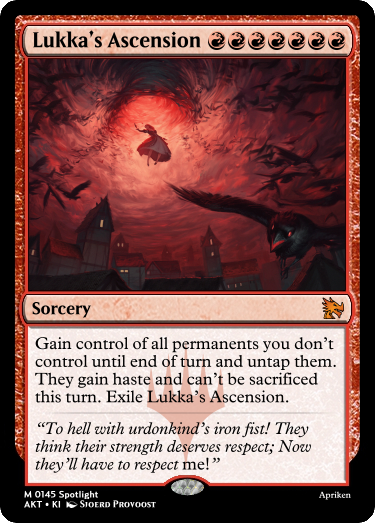 Lukka's Ascension
Sorcery
Gain control of all permanents you don't
control until end of turn and untap them.
They gain haste and can't be sacrificed
this turn. Exile Lukka's Ascension.
"To hell with urdonkind's iron fist! They
think their strength deserves respect; Now
they'll have to respect me!"
M 0145 Spotlight
AKT • KI Sjoerd Provoost
Apriken